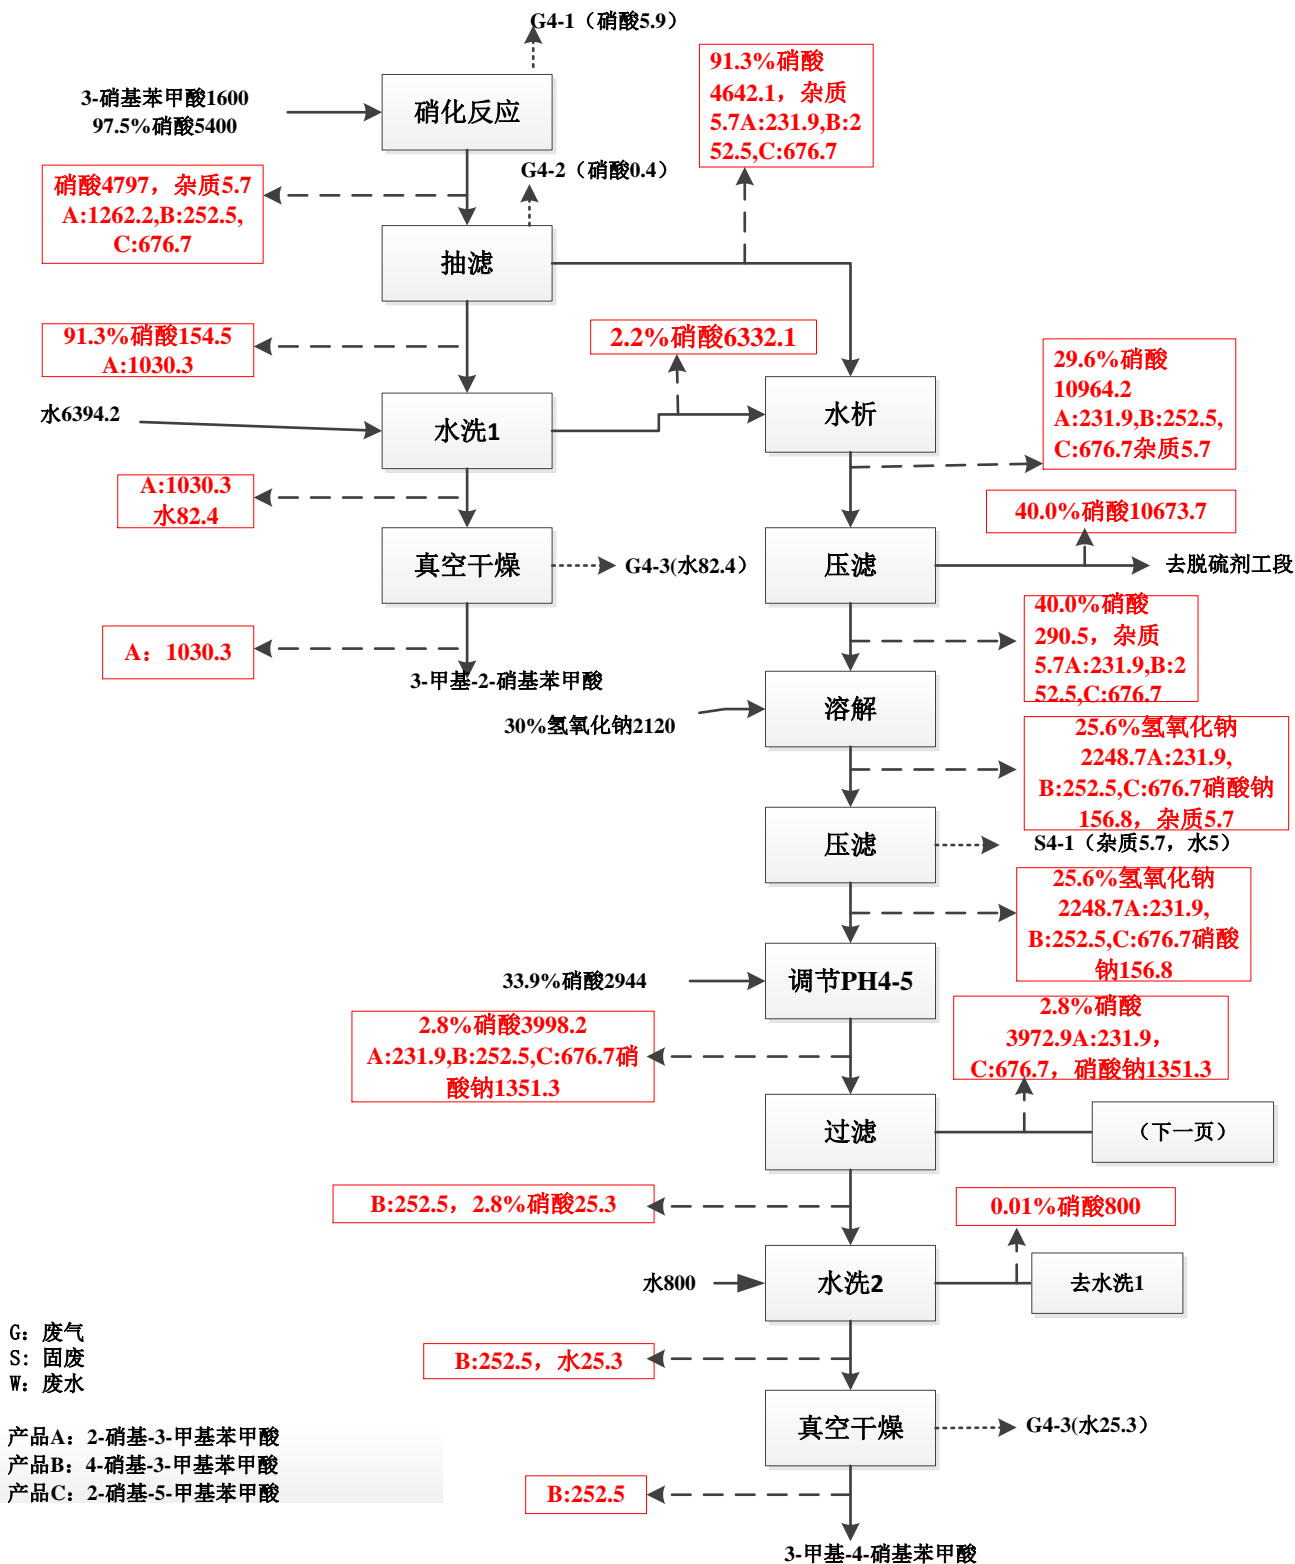 G4-1（硝酸5.9）
3-硝基苯甲酸1600
97.5%硝酸5400
硝化反应
91.3%硝酸
4642.1，杂质
5.7A:231.9,B:2
52.5,C:676.7
G4-2（硝酸0.4）
硝酸4797，杂质5.7
A:1262.2,B:252.5,
C:676.7
抽滤
91.3%硝酸154.5
A:1030.3
2.2%硝酸6332.1
29.6%硝酸
10964.2
A:231.9,B:252.5,
C:676.7杂质5.7
水6394.2
水洗1
水析
A:1030.3
水82.4
40.0%硝酸10673.7
真空干燥
G4-3(水82.4）
压滤
去脱硫剂工段
40.0%硝酸
290.5，杂质
5.7A:231.9,B:2
52.5,C:676.7
A：1030.3
3-甲基-2-硝基苯甲酸
30%氢氧化钠2120
溶解
25.6%氢氧化钠
2248.7A:231.9,
B:252.5,C:676.7硝酸钠
156.8，杂质5.7
压滤
S4-1（杂质5.7，水5）
25.6%氢氧化钠
2248.7A:231.9,
B:252.5,C:676.7硝酸
钠156.8
33.9%硝酸2944
调节PH4-5
2.8%硝酸3998.2
A:231.9,B:252.5,C:676.7硝
酸钠1351.3
2.8%硝酸
3972.9A:231.9，
C:676.7，硝酸钠1351.3
过滤
（下一页）
B:252.5，2.8%硝酸25.3
0.01%硝酸800
水800
水洗2
去水洗1
G：废气
S：固废
W：废水
B:252.5，水25.3
真空干燥
G4-3(水25.3）
产品A：2-硝基-3-甲基苯甲酸
产品B：4-硝基-3-甲基苯甲酸
产品C：2-硝基-5-甲基苯甲酸
B:252.5
3-甲基-4-硝基苯甲酸